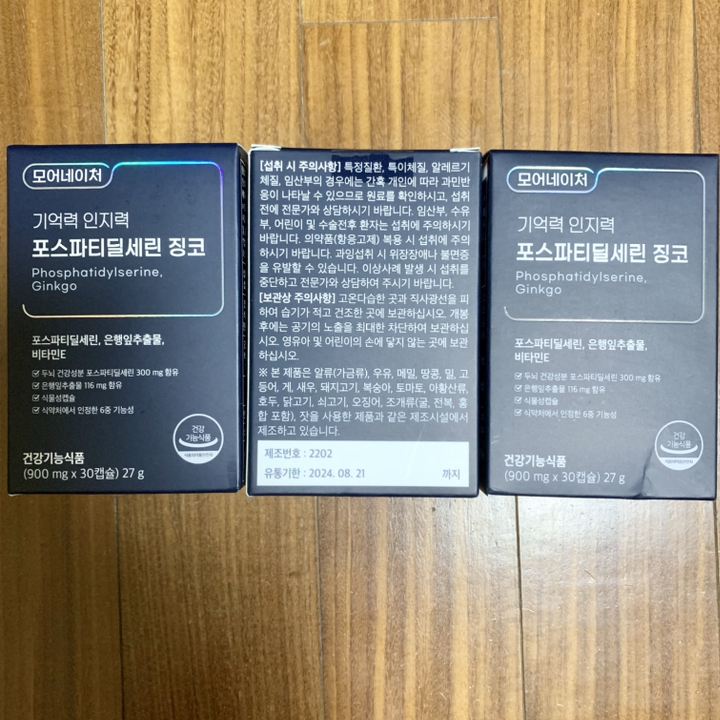 모어네이처
기억력 인지력
포스파티딜세린 징코
Phosphatidylserine,
Ginkgo
포스파티딜세린, 은행잎추출물,
비타민E
두뇌 건강성분 포스파티딜세린 300 mg 함유
은행잎추출물 116 mg 함유
식물성캡슐
식약처에서 인정한 6중 기능성
건강
기능식품
건강기능식품
(900 mg x 30캡슐) 27 g
[섭취 시 주의사항] 특정질환, 특이체질, 알레르기
체질, 임산부의 경우에는 간혹 개인에 따라 과민반
응이 나타날 수 있으므로 원료를 확인하시고, 섭취
전에 전문가와 상담하시기 바랍니다. 임산부, 수유
부, 어린이 및 수술전후 환자는 섭취에 주의하시기
바랍니다. 의약품(항응고제) 복용 시 섭취에 주의
하시기 바랍니다. 과잉섭취 시 위장장애나 불면증
을 유발할 수 있습니다. 이상사례 발생 시 섭취를
중단하고 전문가와 상담하여 주시기 바랍니다.
[보관상 주의사항] 고온다습한 곳과 직사광선을 피
하여 습기가 적고 건조한 곳에 보관하십시오. 개봉
후에는 공기의 노출을 최대한 차단하여 보관하십시
오. 영유아 및 어린이의 손에 닿지 않는 곳에 보관
하십시오.
※ 본 제품은 알류(가금류), 우유, 메밀, 땅콩, 밀, 고
등어, 게, 새우, 돼지고기, 복숭아, 토마토, 아황산류,
호두, 닭고기, 쇠고기, 오징어, 조개류(굴, 전복, 홍
합 포함), 잣을 사용한 제품과 같은 제조시설에서
제조하고 있습니다.
제조번호 : 2202
유통기한 : 2024. 08. 21 까지
모어네이처
기억력 인지력
포스파티딜세린 징코
Phosphatidylserine,
Ginkgo
포스파티딜세린, 은행잎추출물,
비타민E
두뇌 건강성분 포스파티딜세린 300 mg 함유
은행잎추출물 116 mg 함유
식물성캡슐
식약처에서 인정한 6중 기능성
건강
기능식품
건강기능식품
(900 mg x 30캡슐) 27 g